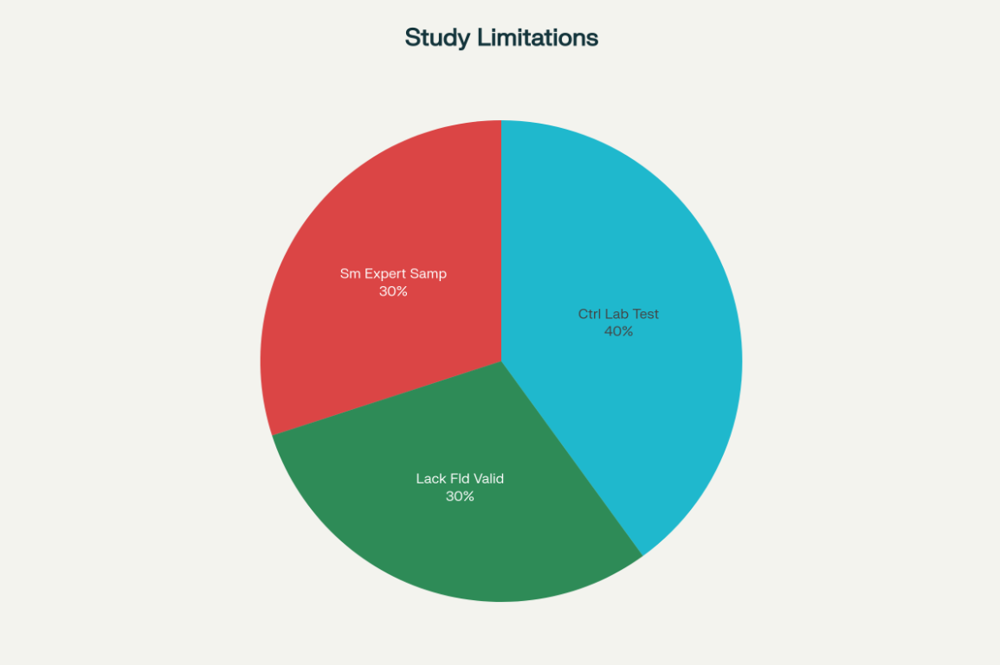 Study Limitations
Sm Expert Samp
30%
Ctrl Lab Test
40%
Lack Fld Valid
30%